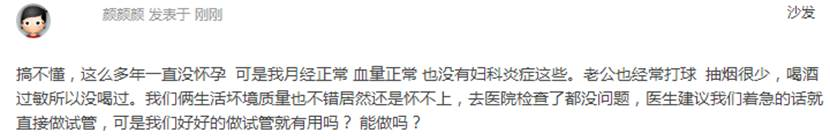 颜颜颜 发表于 刚刚 沙发
搞不懂，这么多年一直没怀孕 可是我月经正常 血量正常 也没有妇科炎症这些。老公也经常打球 抽烟很少，喝酒
过敏所以没喝过。我们俩生活环境质量也不错居然还是怀不上，去医院检查了都没问题，医生建议我们着急的话就
直接做试管，可是我们好好的做试管就有用吗？ 能做吗？